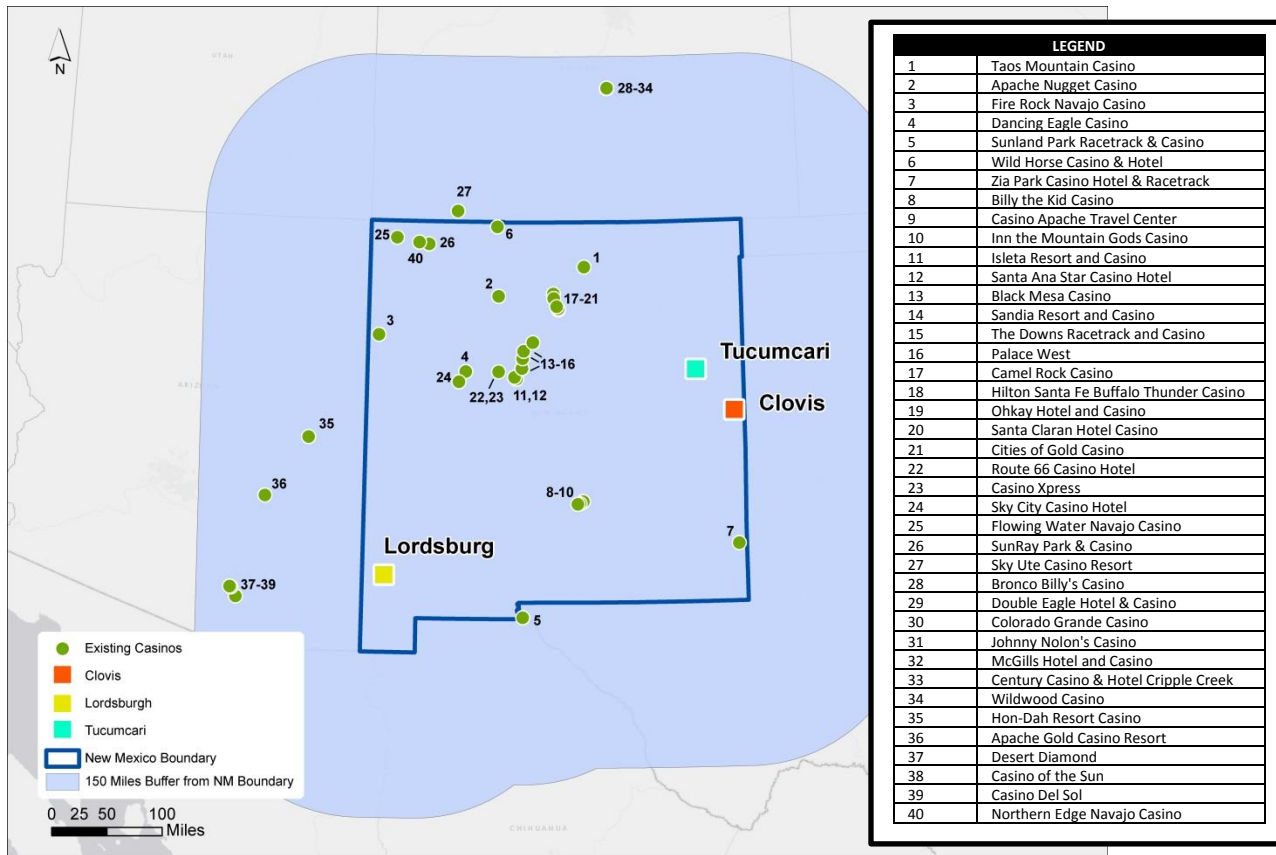 N
UTAH
28-34
27
25
6
40
26
1
2
17-21
3
Tucumcari
4
13-16
24
22,23
11,12
Clovis
ARIZONA
NEW MEXICO
35
36
8-10
7
Lordsburg
37-39
5
Existing Casinos
Clovis
Lordsburgh
Tucumcari
New Mexico Boundary
150 Miles Buffer from NM Boundary
0 25 50 100
Miles
CHIHUAHUA
LEGEND
1 Taos Mountain Casino
2 Apache Nugget Casino
3 Fire Rock Navajo Casino
4 Dancing Eagle Casino
5 Sunland Park Racetrack & Casino
6 Wild Horse Casino & Hotel
7 Zia Park Casino Hotel & Racetrack
8 Billy the Kid Casino
9 Casino Apache Travel Center
10 Inn the Mountain Gods Casino
11 Isleta Resort and Casino
12 Santa Ana Star Casino Hotel
13 Black Mesa Casino
14 Sandia Resort and Casino
15 The Downs Racetrack and Casino
16 Palace West
17 Camel Rock Casino
18 Hilton Santa Fe Buffalo Thunder Casino
19 Ohkay Hotel and Casino
20 Santa Claran Hotel Casino
21 Cities of Gold Casino
22 Route 66 Casino Hotel
23 Casino Xpress
24 Sky City Casino Hotel
25 Flowing Water Navajo Casino
26 SunRay Park & Casino
27 Sky Ute Casino Resort
28 Bronco Billy's Casino
29 Double Eagle Hotel & Casino
30 Colorado Grande Casino
31 Johnny Nolon's Casino
32 McGills Hotel and Casino
33 Century Casino & Hotel Cripple Creek
34 Wildwood Casino
35 Hon-Dah Resort Casino
36 Apache Gold Casino Resort
37 Desert Diamond
38 Casino of the Sun
39 Casino Del Sol
40 Northern Edge Navajo Casino